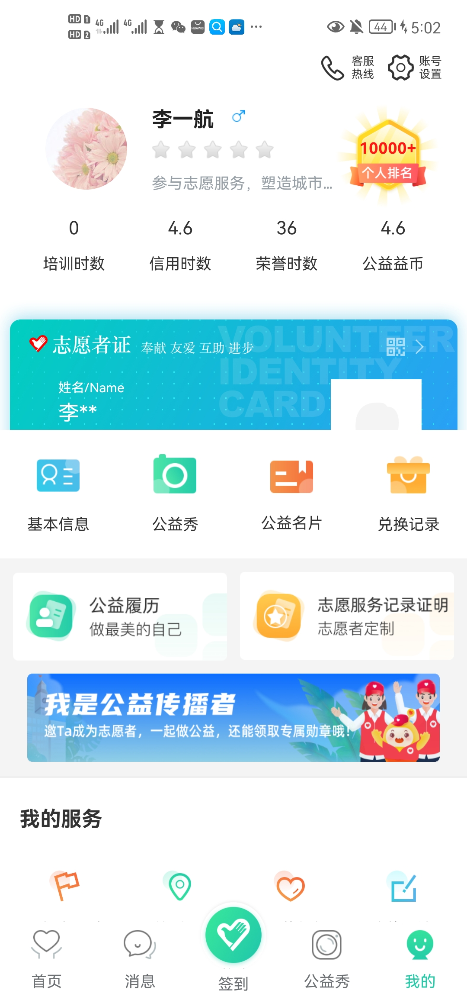 HD 1
HD 2
4G
4G
HUAWEI
44
5:02
客服
热线
账号
设置
李一航
10000+
个人排名
参与志愿服务，塑造城市...
0
4.6
36
4.6
培训时数
信用时数
荣誉时数
公益益币
VOLUNTEER
IDENTITY
CARD
志愿者证
奉献 友爱 互助 进步
姓名/Name
李**
基本信息
公益秀
公益名片
兑换记录
公益履历
做最美的自己
志愿服务记录证明
志愿者定制
我是公益传播者
邀Ta成为志愿者，一起做公益，还能领取专属勋章哦！
我的服务
首页
消息
签到
公益秀
我的